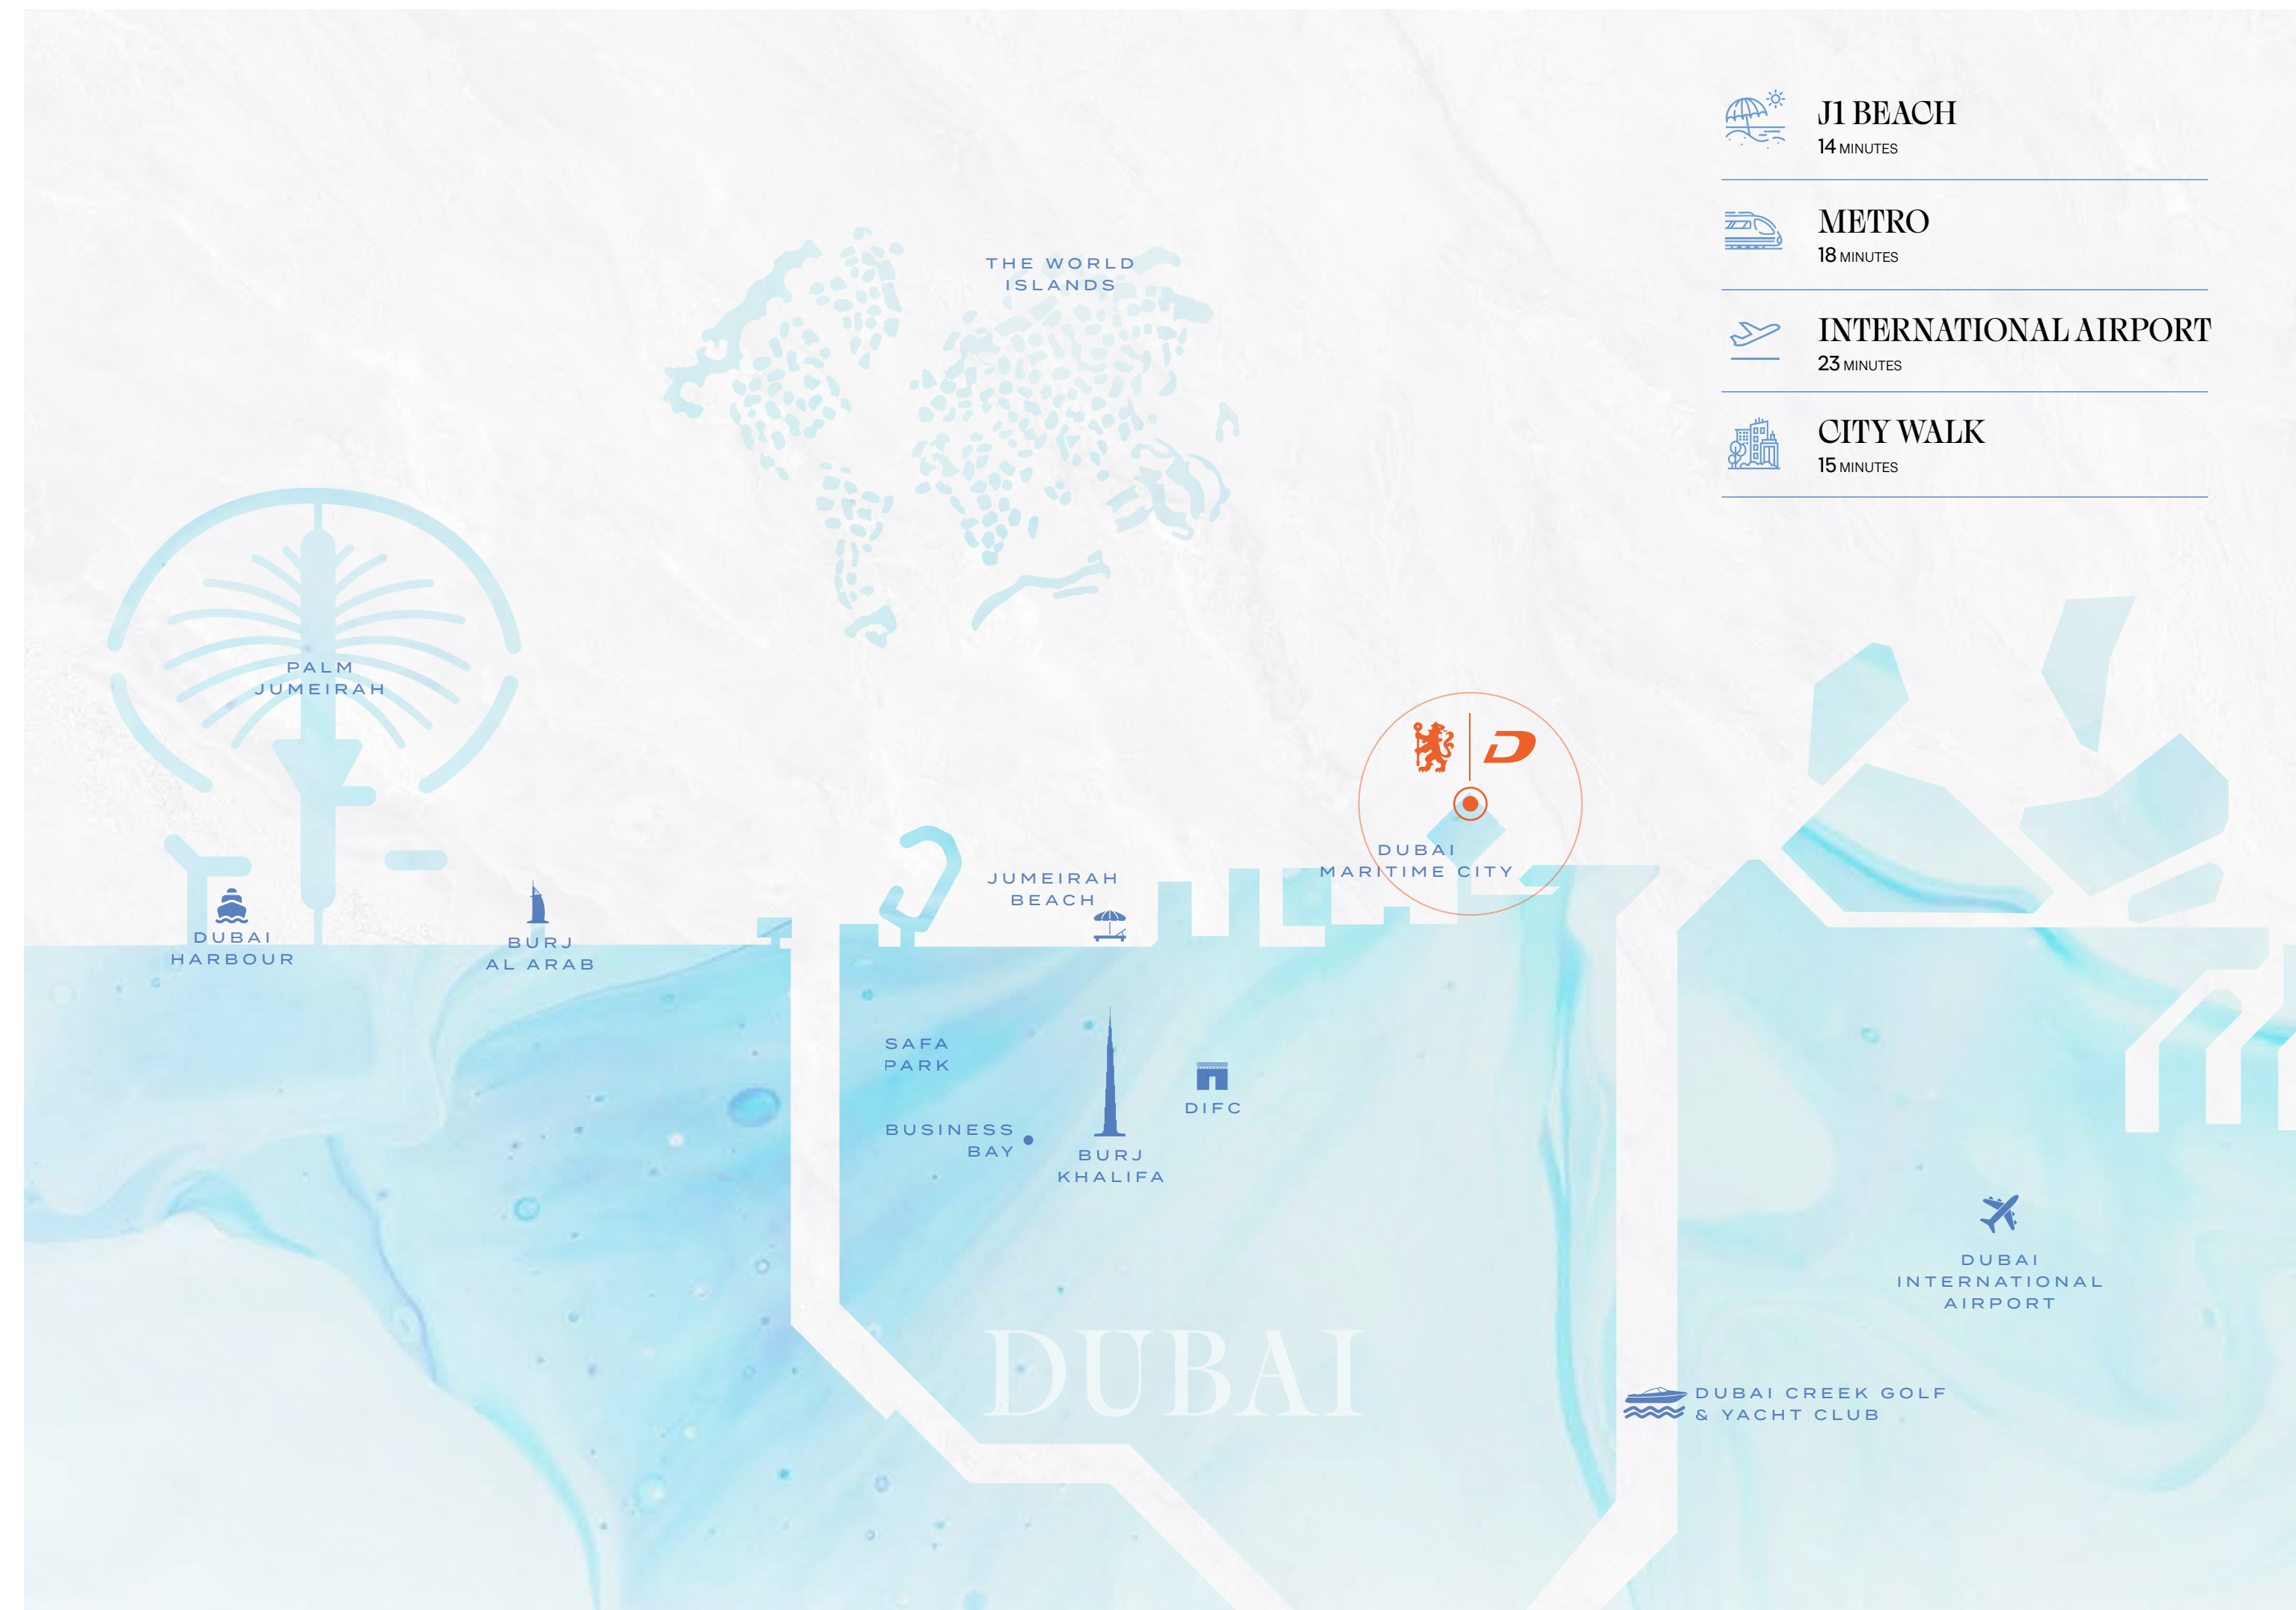 J1 BEACH
14 MINUTES
METRO
18 MINUTES
INTERNATIONAL AIRPORT
23 MINUTES
CITY WALK
15 MINUTES
THE WORLD
ISLANDS
PALM
JUMEIRAH
D
DUBAI
MARITIME CITY
JUMEIRAH
BEACH
DUBAI
HARBOUR
BURJ
AL ARAB
SAFA
PARK
BUSINESS
BAY
BURJ
KHALIFA
DIFC
DUBAI
INTERNATIONAL
AIRPORT
DUBAI
DUBAI CREEK GOLF
& YACHT CLUB